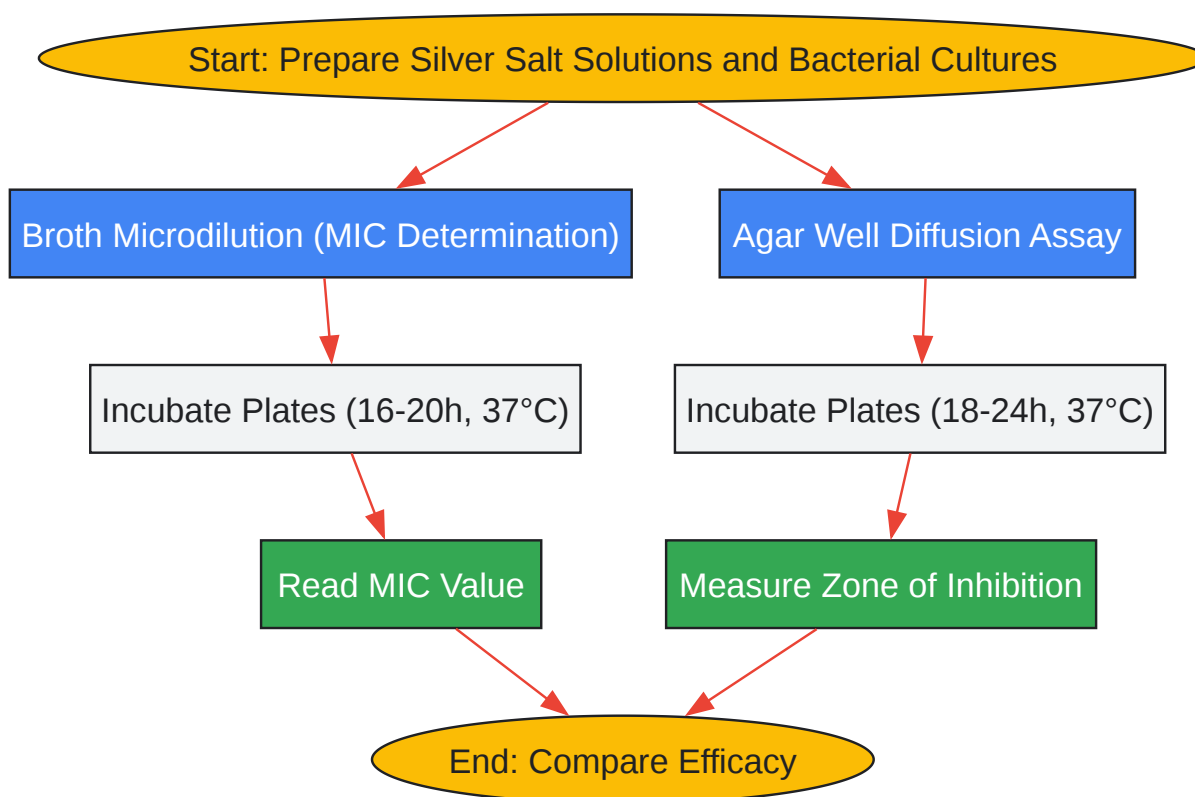 Start: Prepare Silver Salt Solutions and Bacterial Cultures
Broth Microdilution (MIC Determination)
Agar Well Diffusion Assay
Incubate Plates (16-20h, 37°C)
Incubate Plates (18-24h, 37°C)
Read MIC Value
Measure Zone of Inhibition
End: Compare Efficacy